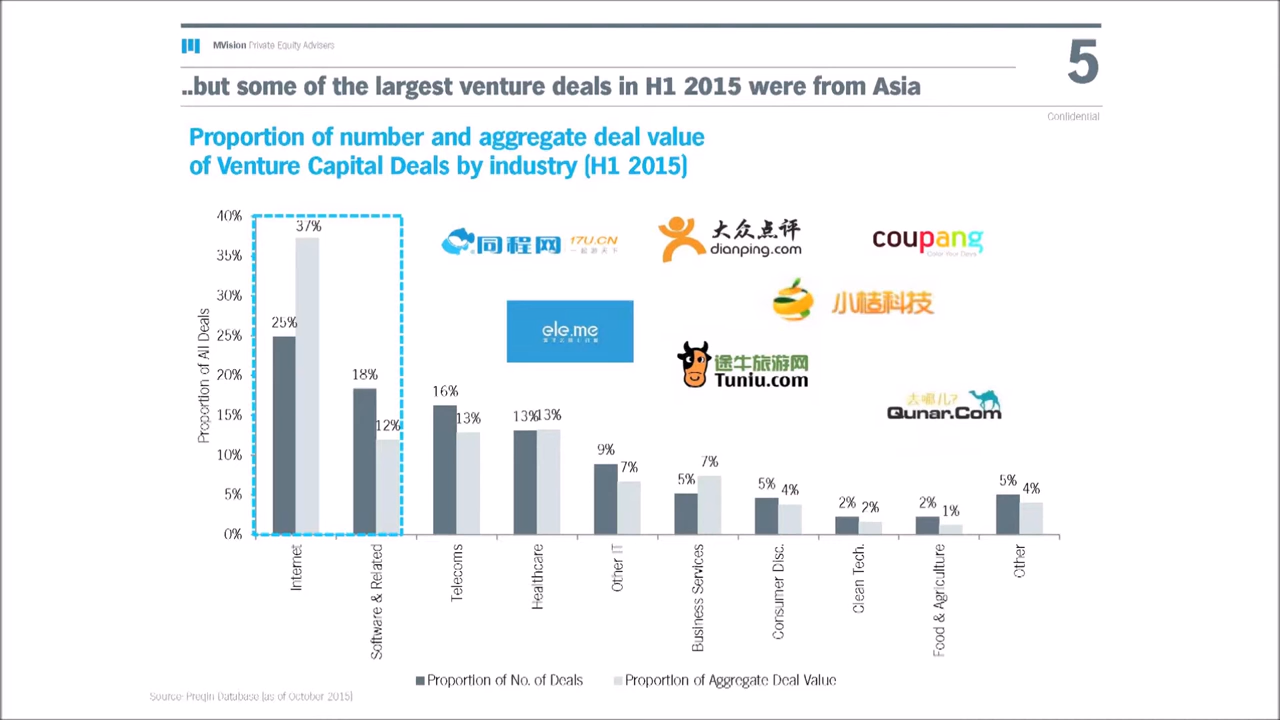 MVision Private Equity Advisers
5
..but some of the largest venture deals in H1 2015 were from Asia
Confidential
Proportion of number and aggregate deal value
of Venture Capital Deals by industry (H1 2015)
Proportion of All Deals
40%
35%
30%
25%
20%
15%
10%
5%
0%
25%
37%
18%
12%
16%
13%
13%
13%
9%
7%
5%
7%
5%
4%
2%
2%
2%
1%
5%
4%
同程网 17U.CN
大众点评
dianping.com
coupang
小桔科技
ele.me
途牛旅游网
Tuniu.com
去哪儿?
Qunar.Com
Internet
Software & Related
Telecoms
Healthcare
Other IT
Business Services
Consumer Disc.
Clean Tech.
Food & Agriculture
Other
Proportion of No. of Deals
Proportion of Aggregate Deal Value
Source: Preqin Database (as of October 2015)